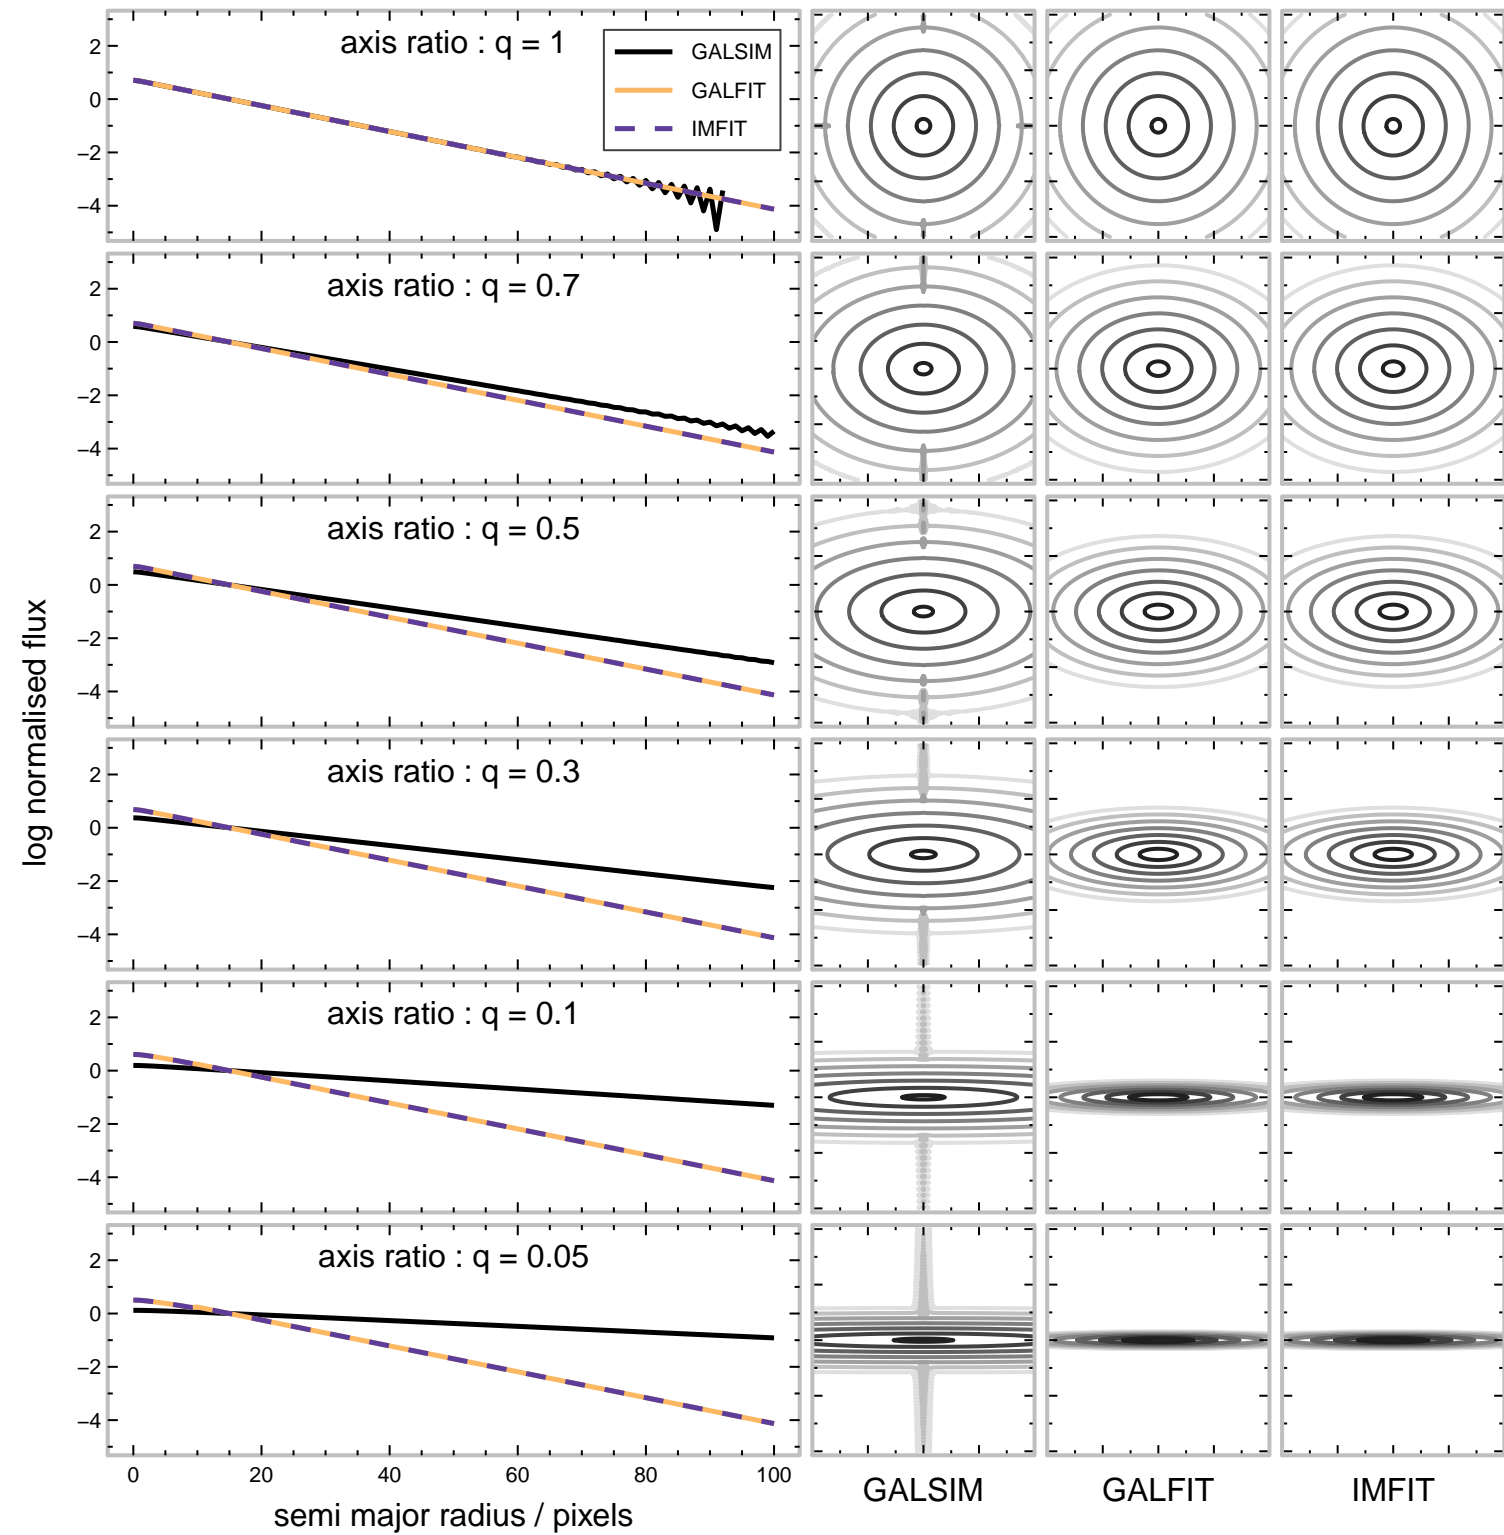 axis ratio : q = 1
GALSIM
GALFIT
IMFIT
2
0
−2
−4
axis ratio : q = 0.7
2
0
−2
−4
axis ratio : q = 0.5
2
0
−2
−4
axis ratio : q = 0.3
2
0
−2
−4
axis ratio : q = 0.1
2
0
−2
−4
axis ratio : q = 0.05
2
0
−2
−4
log normalised flux
0 20 40 60 80 100
semi major radius / pixels
GALSIM GALFIT IMFIT